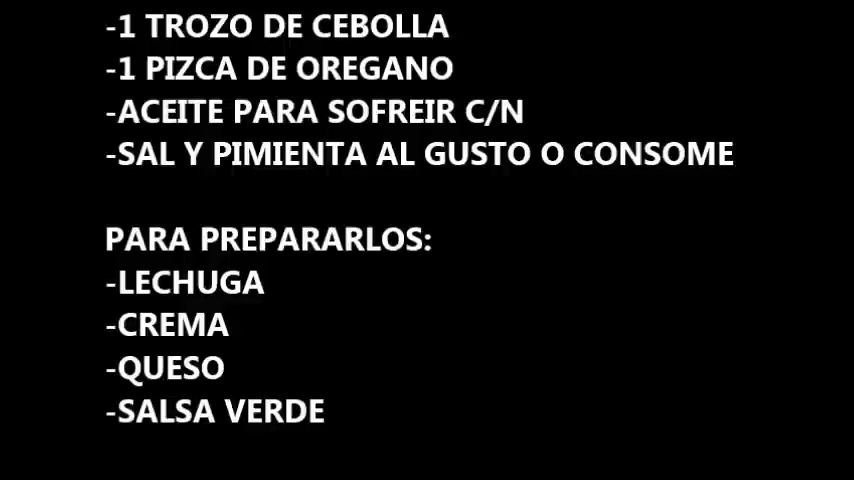 -1 TROZO DE CEBOLLA
-1 PIZCA DE OREGANO
-ACEITE PARA SOFREIR C/N
-SAL Y PIMIENTA AL GUSTO O CONSOME
PARA PREPARARLOS:
-LECHUGA
-CREMA
-QUESO
-SALSA VERDE